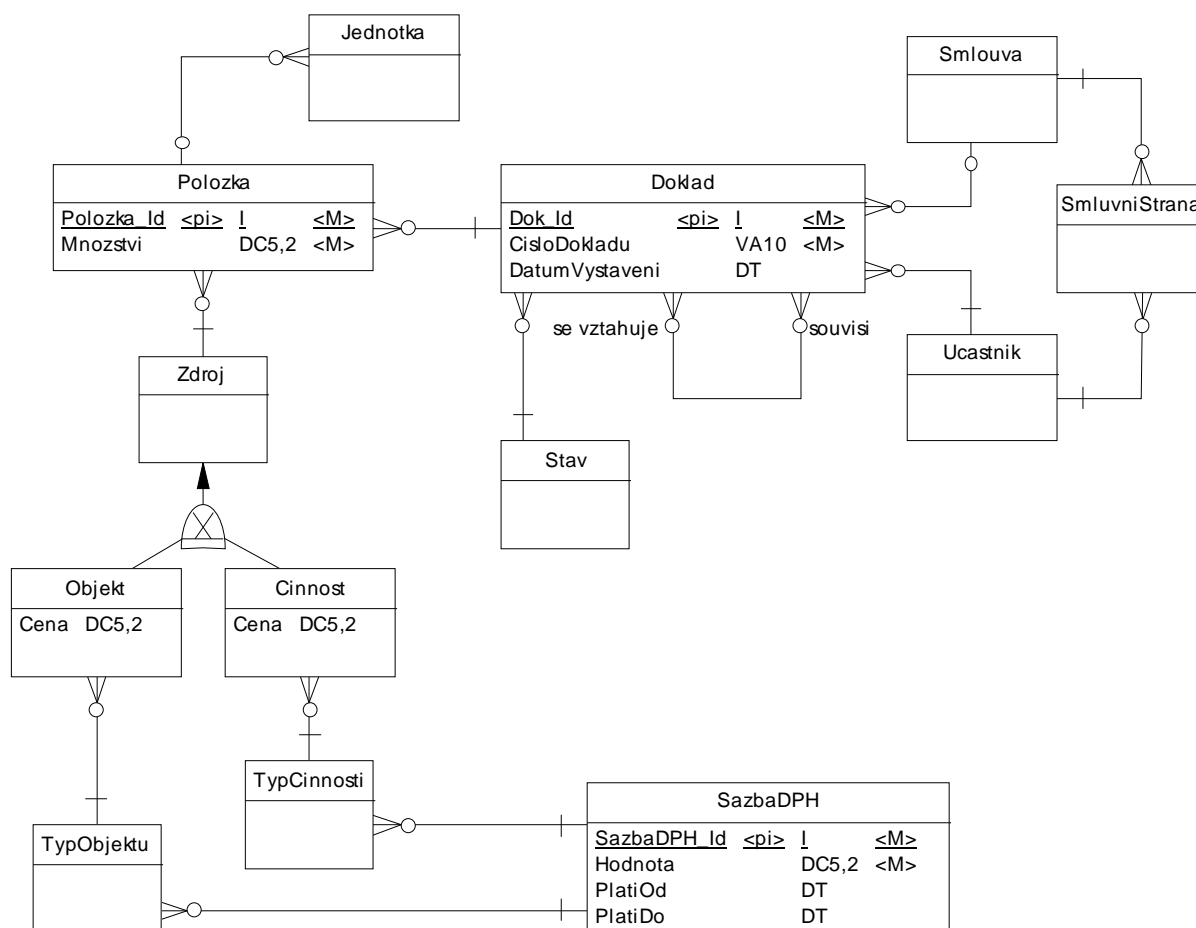 Jednotka
Smlouva
Polozka
Polozka_Id <pi> I <M>
Mnozstvi DC5,2 <M>
Doklad
Dok_Id <pi> I <M>
CisloDokladu VA10 <M>
DatumVystaveni DT
SmluvniStrana
se vztahuje
souvisi
Ucastnik
Zdroj
Stav
Objekt
Cena DC5,2
Cinnost
Cena DC5,2
TypCinnosti
SazbaDPH
SazbaDPH_Id <pi> I <M>
Hodnota DC5,2 <M>
PlatiOd DT
PlatiDo DT
TypObjektu